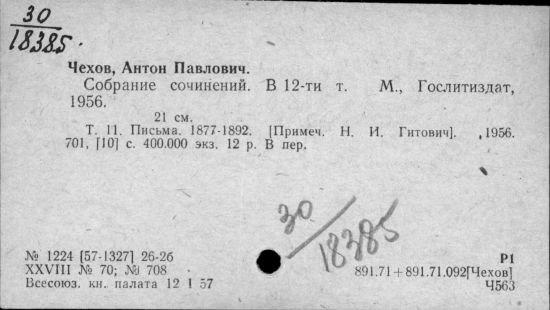 30
18385.
Чехов, Антон Павлович.
Собрание сочинений. В 12-ти т. М., Гослитиздат,
1956.
21 см.
Т. 11. Письма. 1877-1892. [Примеч. Н. И. Гитович]. 1956.
701, [10] с. 400.000 экз. 12 р. В пер.
30
18385
№ 1224 [57-1327] 26-26
XXVIII № 70; № 708
Всесоюз. кн. палата 12 I 57
Р1
891.71+891.71.092[Чехов]
Ч563